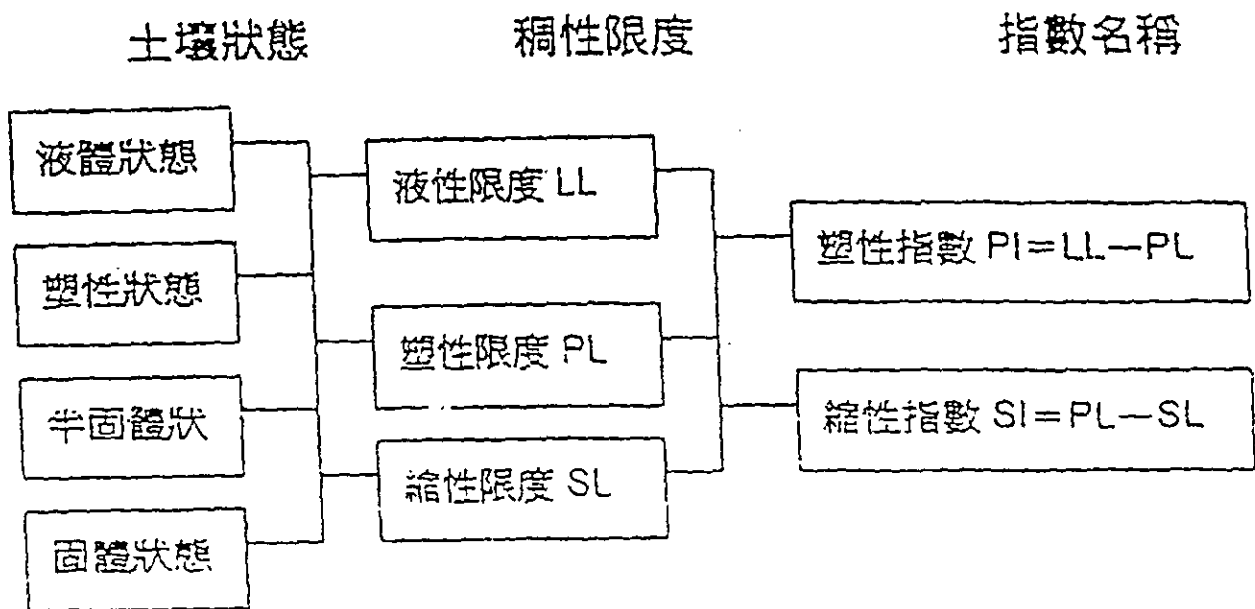 土壤狀態
稠性限度
指數名稱
液體狀態
塑性狀態
半固體狀
固體狀態
液性限度 LL
塑性限度 PL
縮性限度 SL
塑性指數 PI=LL-PL
縮性指數 SI=PL-SL